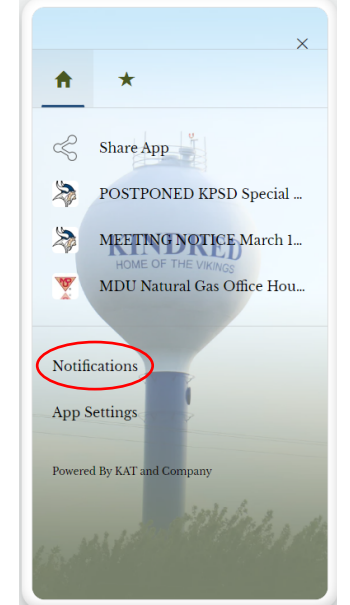 Share App
POSTPONED KPSD Special ...
MEETING NOTICE March 1...
KINDRED
HOME OF THE VIKINGS
MDU Natural Gas Office Hou...
Notifications
App Settings
Powered By KAT and Company